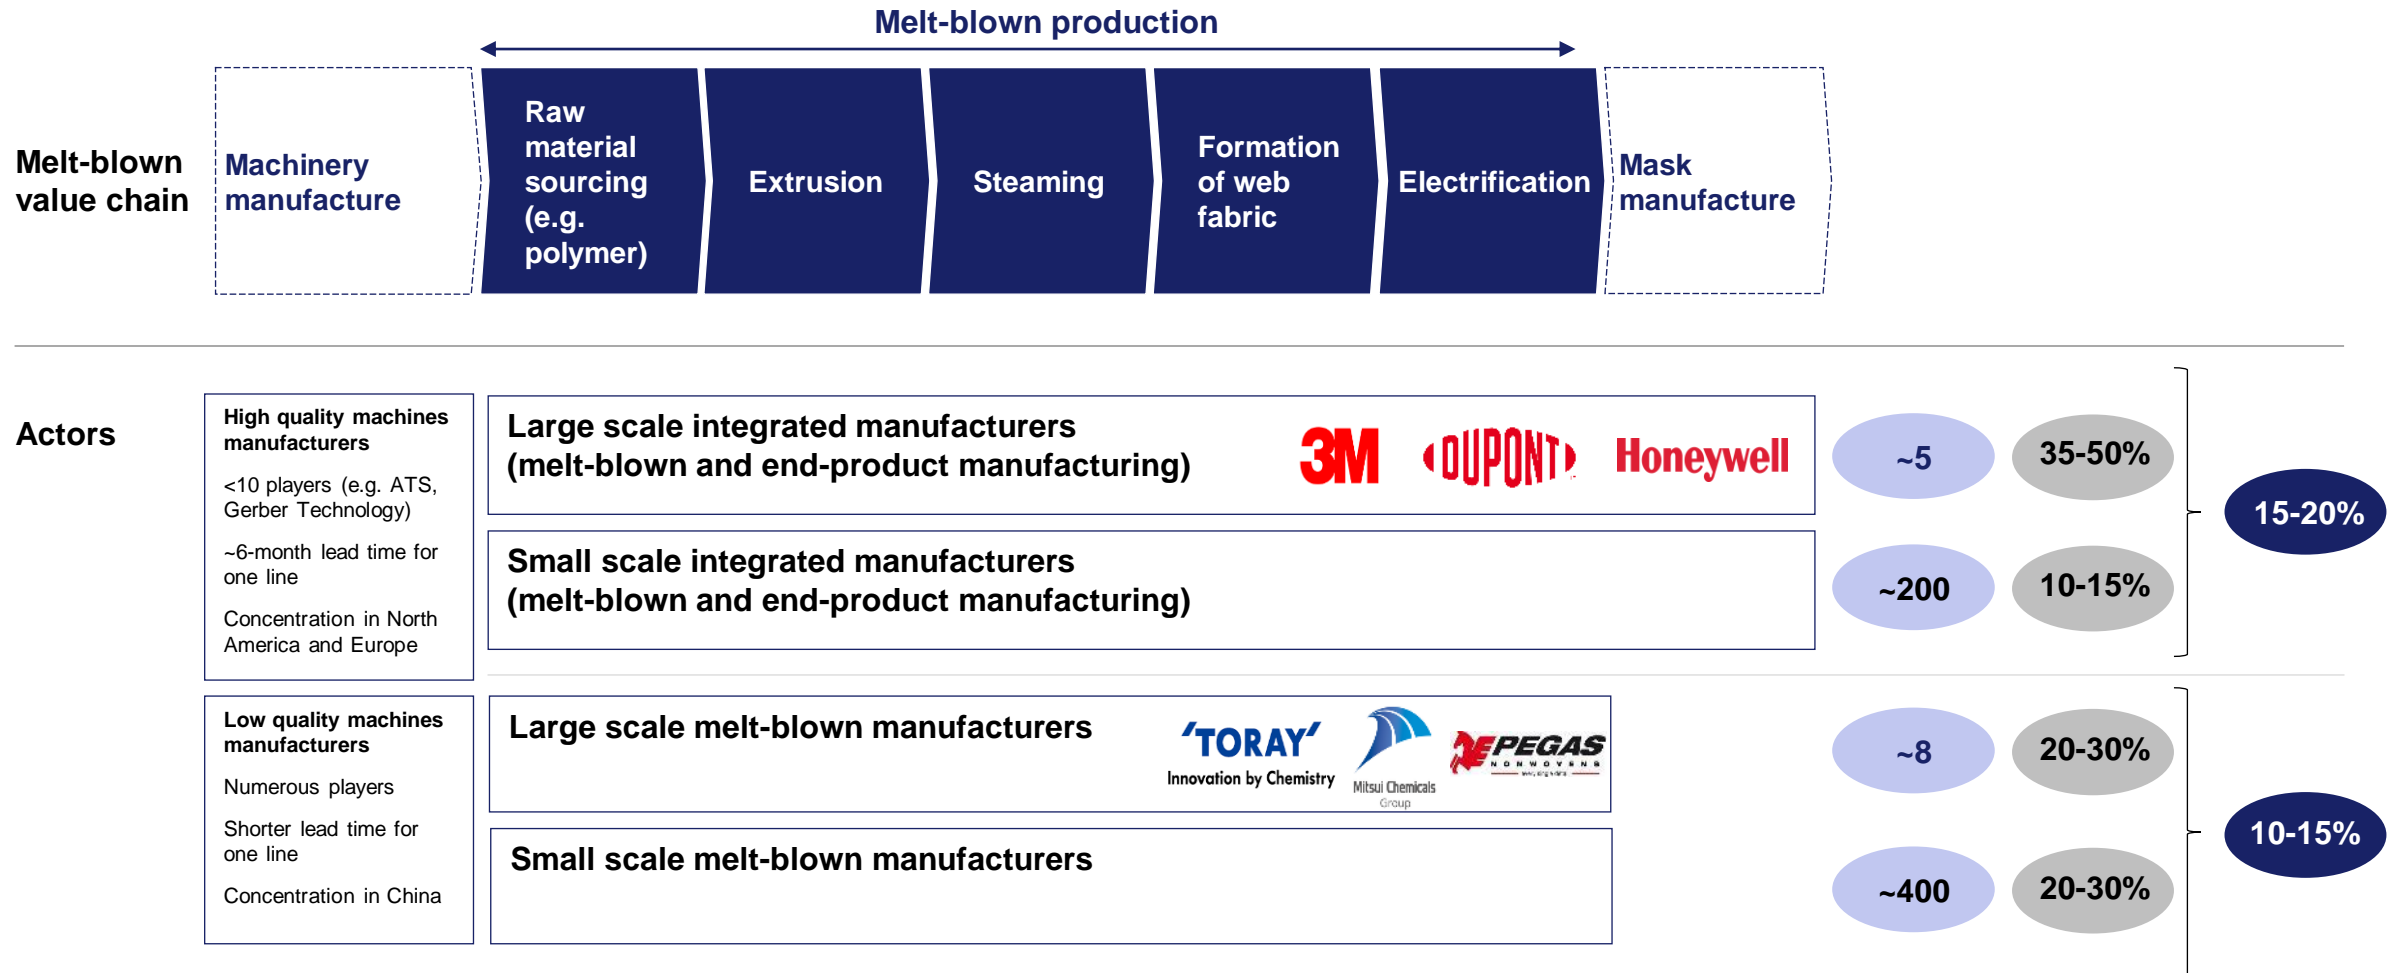 Melt-blown production
Melt-blown
value chain
Machinery
manufacture
Raw
material
sourcing
(e.g.
polymer)
Extrusion
Steaming
Formation
of web
fabric
Electrification
Mask
manufacture
Actors
High quality machines
manufacturers
<10 players (e.g. ATS,
Gerber Technology)
~6-month lead time for
one line
Concentration in North
America and Europe
Large scale integrated manufacturers
(melt-blown and end-product manufacturing)
3M
DUPONT
Honeywell
~5
35-50%
15-20%
Small scale integrated manufacturers
(melt-blown and end-product manufacturing)
~200
10-15%
Low quality machines
manufacturers
Numerous players
Shorter lead time for
one line
Concentration in China
Large scale melt-blown manufacturers
'TORAY'
Innovation by Chemistry
Mitsui Chemicals
Group
PEGAS
NONWOVENS
~8
20-30%
10-15%
Small scale melt-blown manufacturers
~400
20-30%